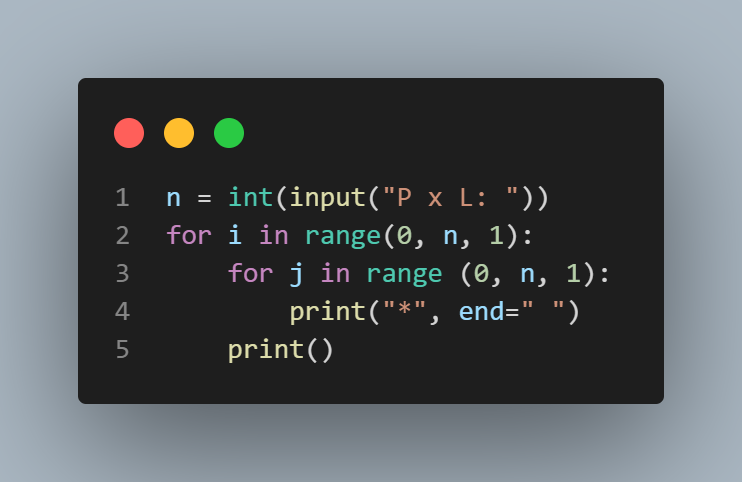 1 n = int(input("P x L: "))
2 for i in range(0, n, 1):
3     for j in range (0, n, 1):
4         print("*", end=" ")
5     print()